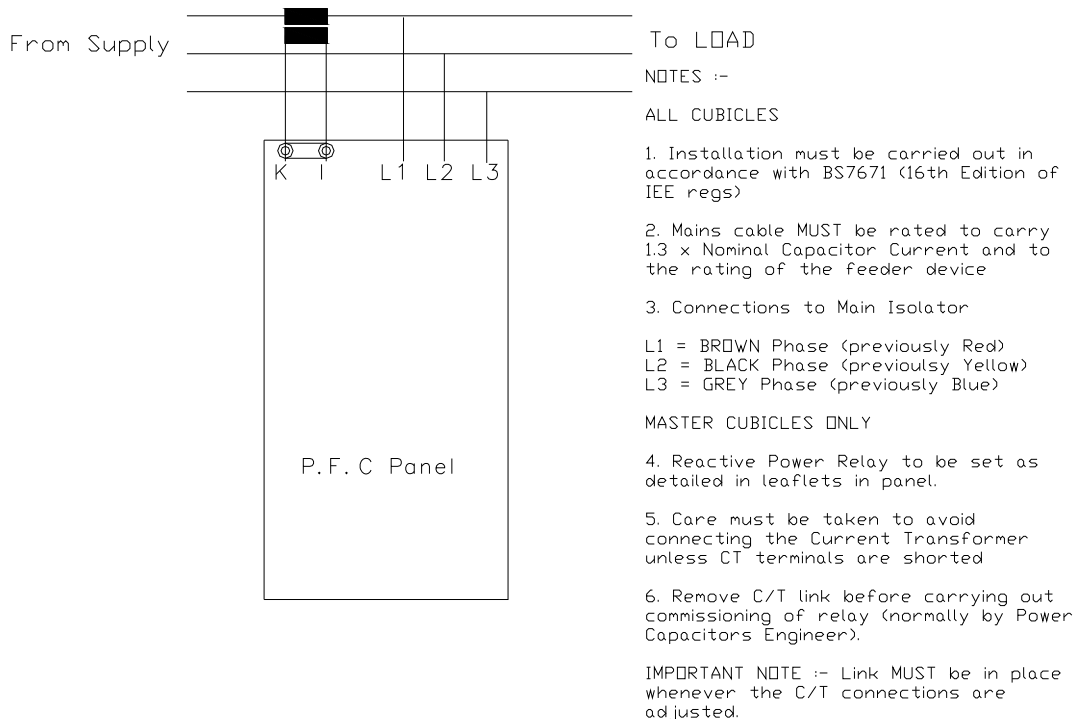 From Supply
To LOAD
NOTES :-
ALL CUBICLES
1. Installation must be carried out in
accordance with BS7671 (16th Edition of
IEE regs)
2. Mains cable MUST be rated to carry
1.3 x Nominal Capacitor Current and to
the rating of the feeder device
3. Connections to Main Isolator
L1 = BROWN Phase (previously Red)
L2 = BLACK Phase (previoulsy Yellow)
L3 = GREY Phase (previously Blue)
MASTER CUBICLES ONLY
4. Reactive Power Relay to be set as
detailed in leaflets in panel.
5. Care must be taken to avoid
connecting the Current Transformer
unless CT terminals are shorted
6. Remove C/T link before carrying out
commissioning of relay (normally by Power
Capacitors Engineer).
IMPORTANT NOTE :- Link MUST be in place
whenever the C/T connections are
adjusted.
K l L1 L2 L3
P.F.C Panel